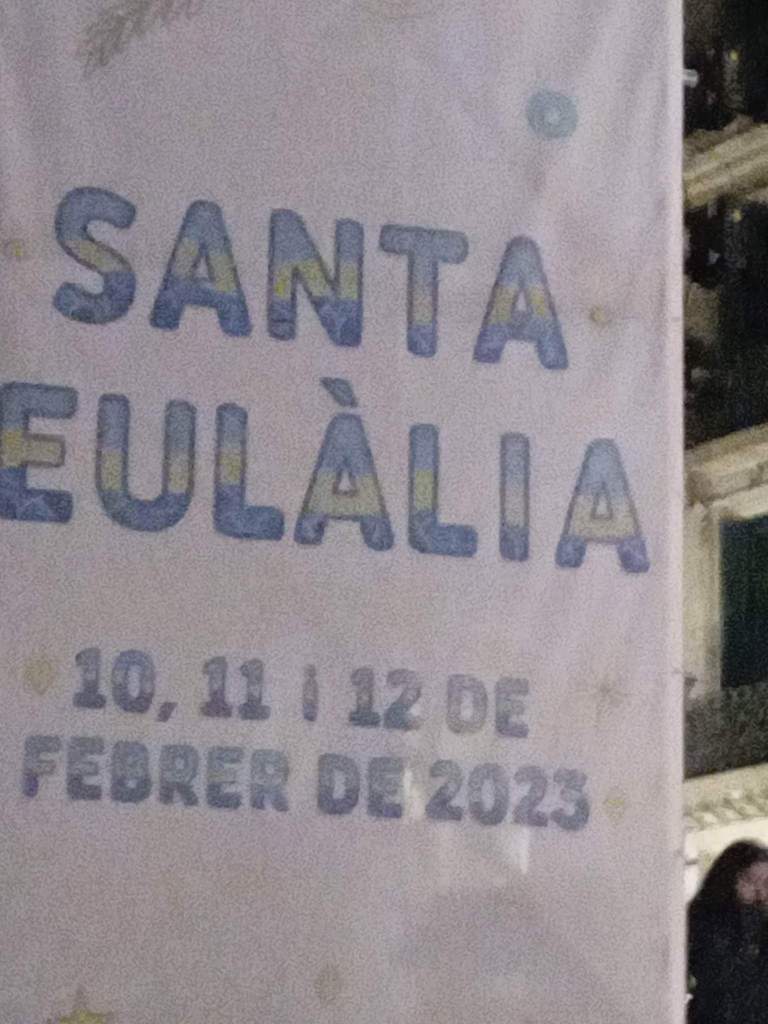 SANTA
EULÀLIA
10, 11 i 12 DE
FEBRER DE 2023